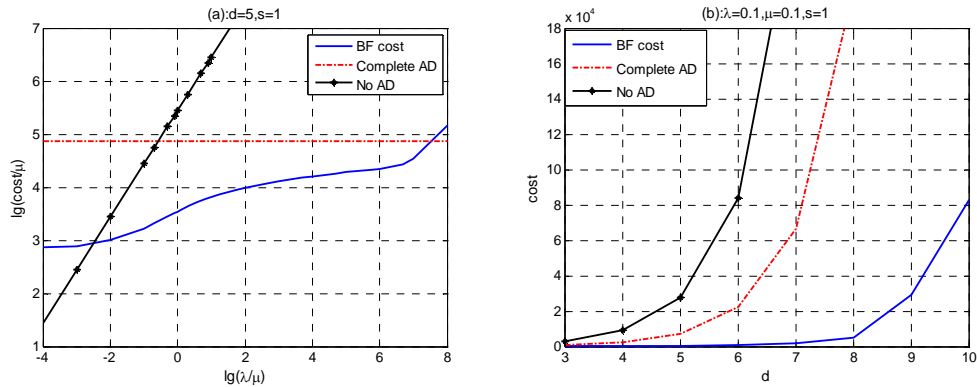 (a):d=5,s=1
7
6
5
4
3
2
1
lg(cost/μ)
BF cost
Complete AD
No AD
-4 -2 0 2 4 6 8
lg(λ/μ)
(b):λ=0.1,μ=0.1,s=1
x 10^4
18
16
14
12
10
8
6
4
2
0
cost
BF cost
Complete AD
No AD
3 4 5 6 7 8 9 10
d